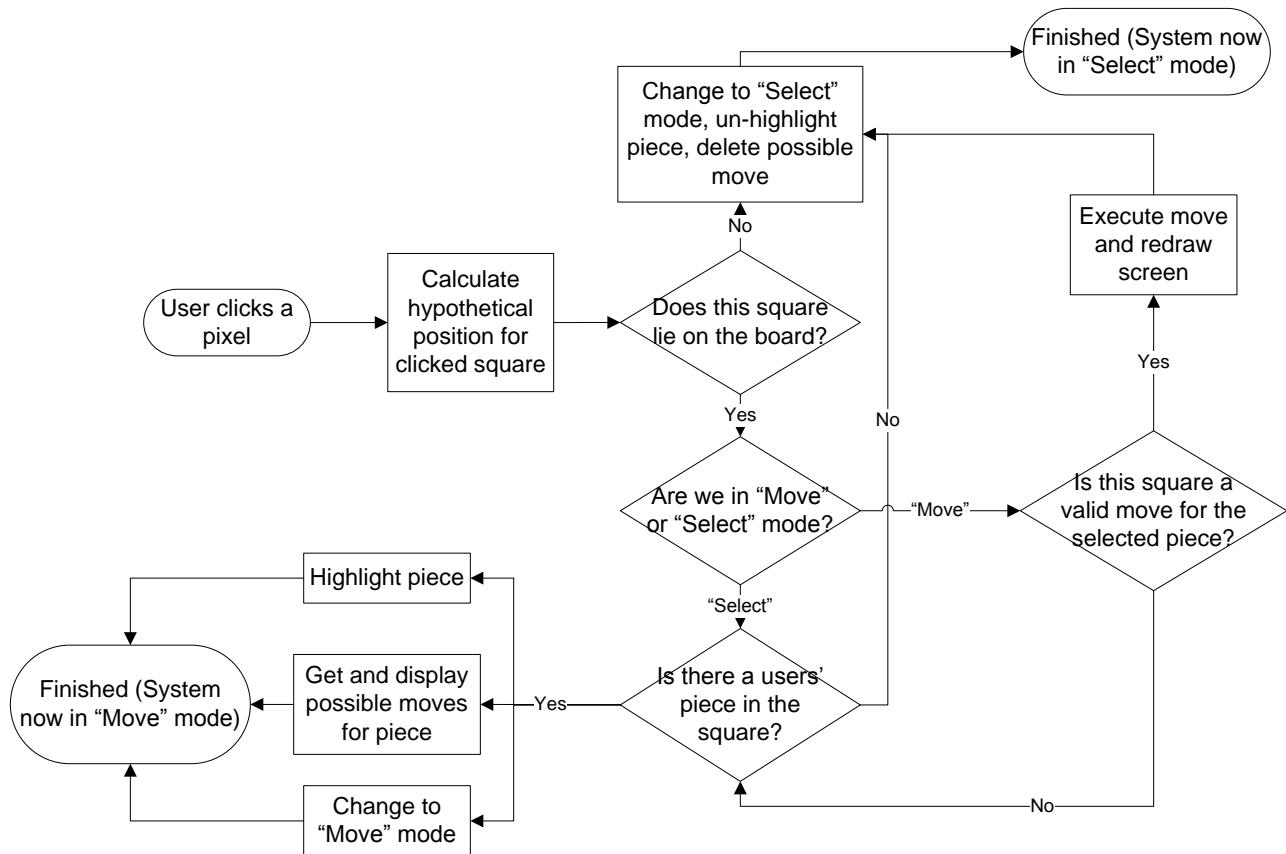 Finished (System now
in “Select” mode)
Change to “Select”
mode, un-highlight
piece, delete possible
move
Execute move
and redraw
screen
No
User clicks a
pixel
Calculate
hypothetical
position for
clicked square
Does this square
lie on the board?
Yes
Yes
No
Are we in “Move”
or “Select” mode?
“Move”
Is this square a
valid move for the
selected piece?
“Select”
Highlight piece
Finished (System
now in “Move” mode)
Get and display
possible moves
for piece
Yes
Is there a users’
piece in the
square?
Change to
“Move” mode
No